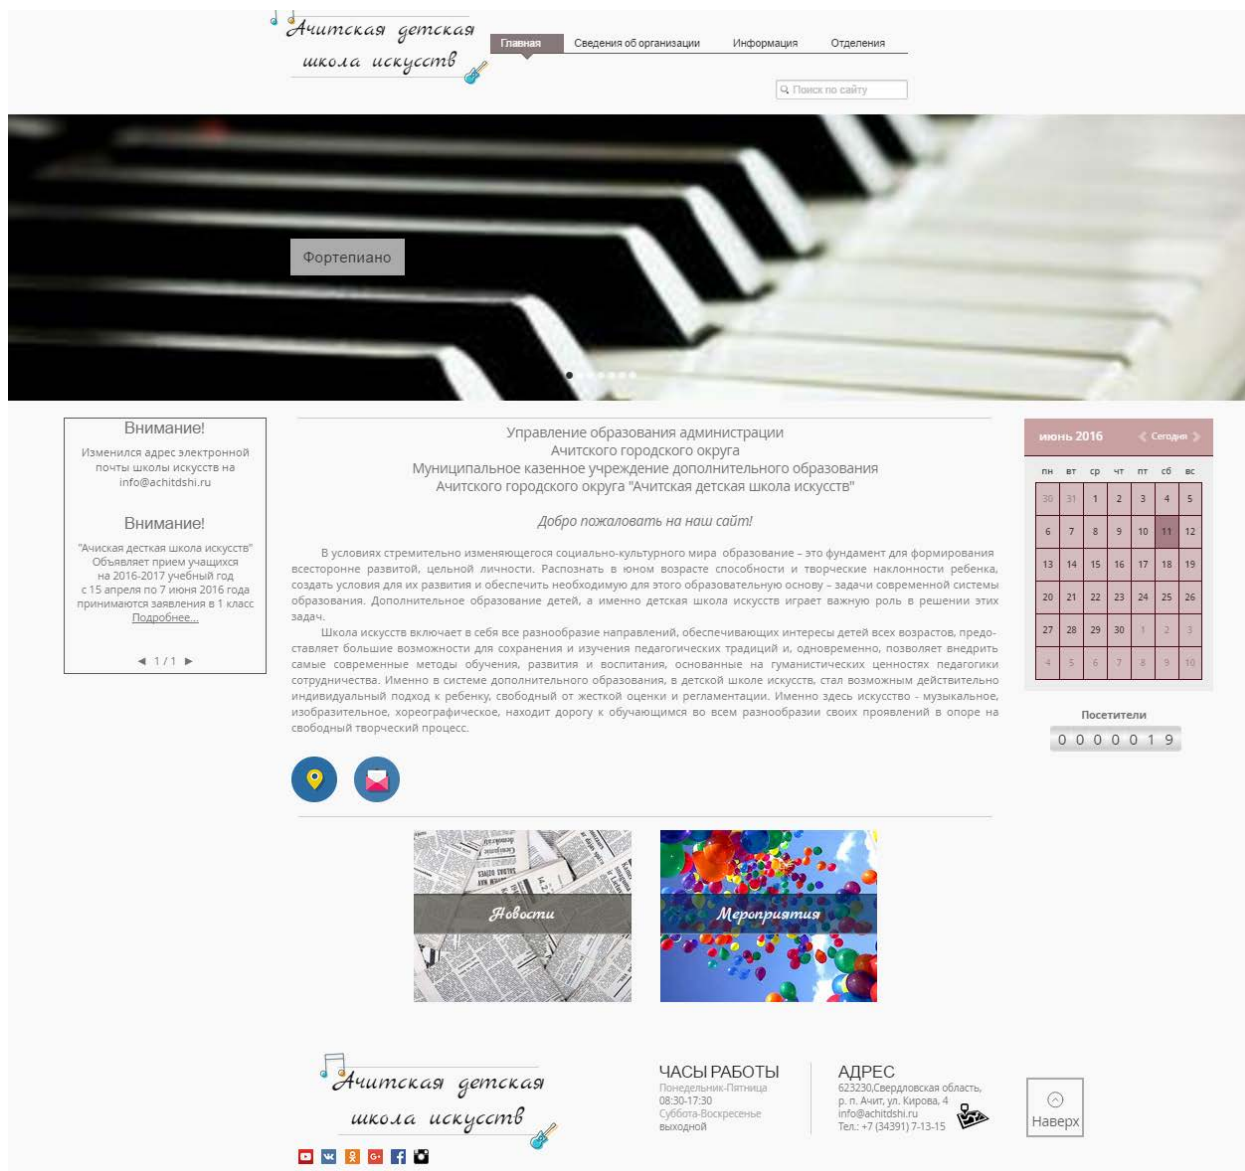 Ачитская детская
школа искусств
Главная
Сведения об организации
Информация
Отделения
Поиск по сайту
Фортепиано
Внимание!
Изменился адрес электронной
почты школы искусств на
info@achitdshi.ru
Внимание!
"Ачиская десткая школа искусств"
Объявляет прием учащихся
на 2016-2017 учебный год
с 15 апреля по 7 июня 2016 года
принимаются заявления в 1 класс
Подробнее...
◄ 1 / 1 ►
Управление образования администрации
Ачитского городского округа
Муниципальное казенное учреждение дополнительного образования
Ачитского городского округа "Ачитская детская школа искусств"
Добро пожаловать на наш сайт!
В условиях стремительно изменяющегося социально-культурного мира образование – это фундамент для формирования
всесторонне развитой, цельной личности. Распознать в юном возрасте способности и творческие наклонности ребенка,
создать условия для их развития и обеспечить необходимую для этого образовательную основу – задачи современной системы
образования. Дополнительное образование детей, а именно детская школа искусств играет важную роль в решении этих
задач.
Школа искусств включает в себя все разнообразие направлений, обеспечивающих интересы детей всех возрастов, предо-
ставляет большие возможности для сохранения и изучения педагогических традиций и, одновременно, позволяет внедрить
самые современные методы обучения, развития и воспитания, основанные на гуманистических ценностях педагогики
сотрудничества. Именно в системе дополнительного образования, в детской школе искусств, стал возможным действительно
индивидуальный подход к ребенку, свободный от жесткой оценки и регламентации. Именно здесь искусство - музыкальное,
изобразительное, хореографическое, находит дорогу к обучающимся во всем разнообразии своих проявлений в опоре на
свободный творческий процесс.
июнь 2016 Сегодня
пн вт ср чт пт сб вс
30 31 1 2 3 4 5
6 7 8 9 10 11 12
13 14 15 16 17 18 19
20 21 22 23 24 25 26
27 28 29 30 1 2 3
4 5 6 7 8 9 10
Посетители
0 0 0 0 0 1 9
Новости
Мероприятия
Ачитская детская
школа искусств
ЧАСЫ РАБОТЫ
Понедельник-Пятница
08:30-17:30
Суббота-Воскресенье
выходной
АДРЕС
623230,Свердловская область,
р. п. Ачит, ул. Кирова, 4
info@achitdshi.ru
Тел.: +7 (34391) 7-13-15
Наверх